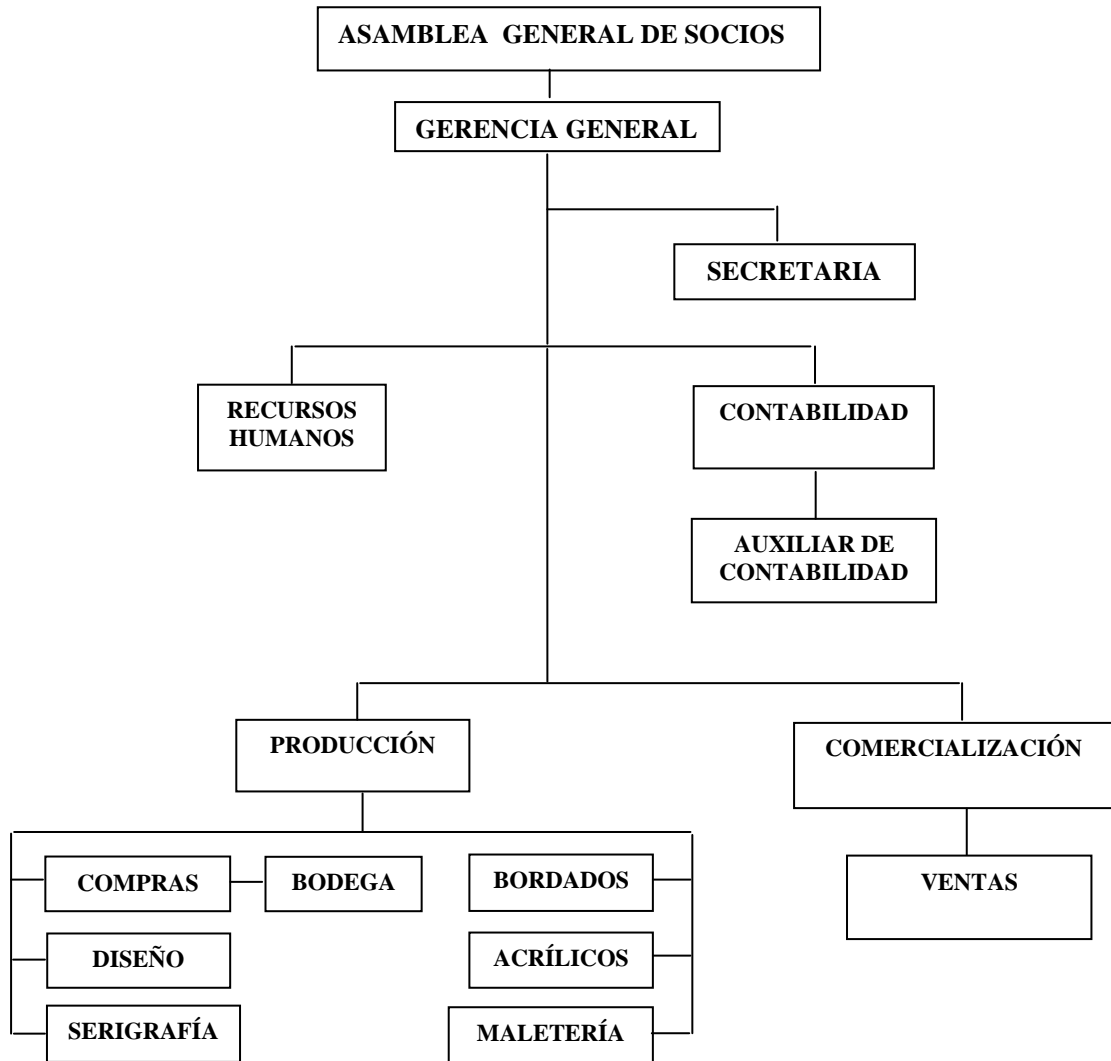 ASAMBLEA GENERAL DE SOCIOS
GERENCIA GENERAL
SECRETARIA
RECURSOS
HUMANOS
CONTABILIDAD
AUXILIAR DE
CONTABILIDAD
PRODUCCIÓN
COMERCIALIZACIÓN
COMPRAS
BODEGA
BORDADOS
VENTAS
DISEÑO
ACRÍLICOS
SERIGRAFÍA
MALETERÍA